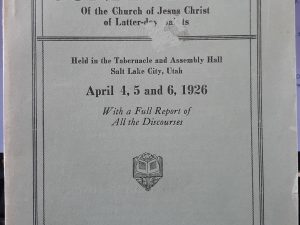 Of the Church of Jesus Christ
of Latter-day Saints
Held in the Tabernacle and Assembly Hall
Salt Lake City, Utah
April 4, 5 and 6, 1926
With a Full Report of
All the Discourses